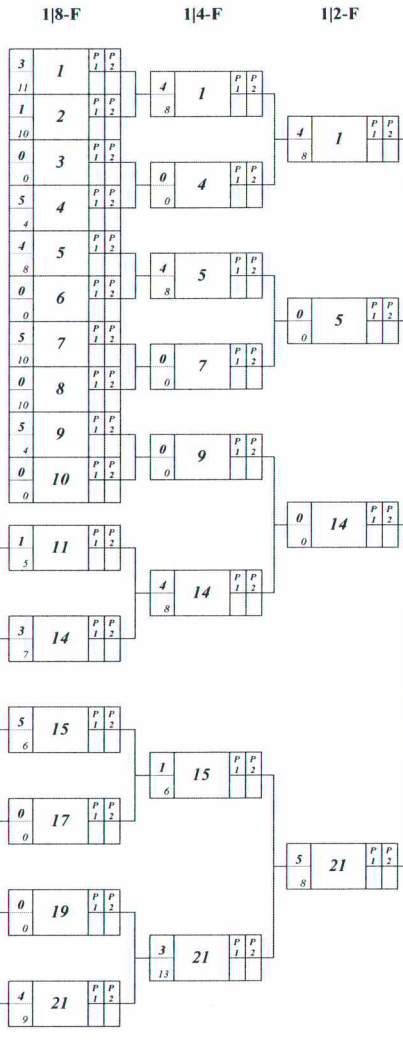 1|8-F 1|4-F 1|2-F
3 11 1 P 1 P 2
1 10 2 P 1 P 2
0 0 3 P 1 P 2
5 4 4 P 1 P 2
4 8 5 P 1 P 2
0 0 6 P 1 P 2
5 10 7 P 1 P 2
0 10 8 P 1 P 2
5 4 9 P 1 P 2
0 0 10 P 1 P 2
1 5 11 P 1 P 2
3 7 14 P 1 P 2
5 6 15 P 1 P 2
0 0 17 P 1 P 2
0 0 19 P 1 P 2
4 9 21 P 1 P 2
4 8 1 P 1 P 2
0 0 4 P 1 P 2
4 8 5 P 1 P 2
0 0 7 P 1 P 2
0 0 9 P 1 P 2
4 8 14 P 1 P 2
1 6 15 P 1 P 2
3 13 21 P 1 P 2
4 8 1 P 1 P 2
0 0 5 P 1 P 2
0 0 14 P 1 P 2
5 8 21 P 1 P 2